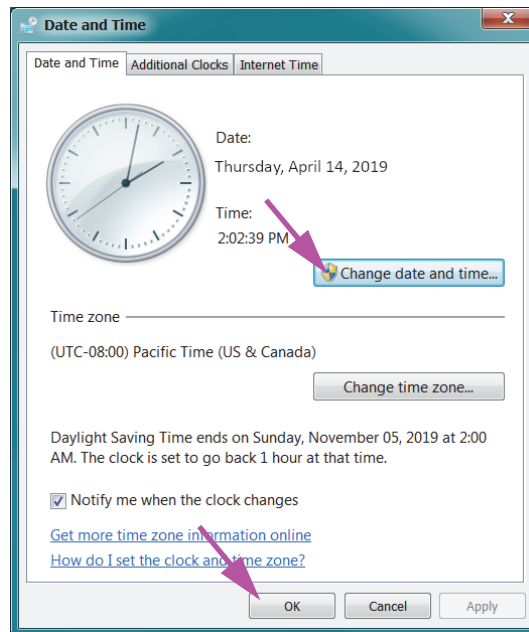 Date and Time
Date and Time Additional Clocks Internet Time
Date:
Thursday, April 14, 2019
Time:
2:02:39 PM
Change date and time...
Time zone
(UTC-08:00) Pacific Time (US & Canada)
Change time zone...
Daylight Saving Time ends on Sunday, November 05, 2019 at 2:00
AM. The clock is set to go back 1 hour at that time.
Notify me when the clock changes
Get more time zone information online
How do I set the clock and time zone?
OK Cancel Apply